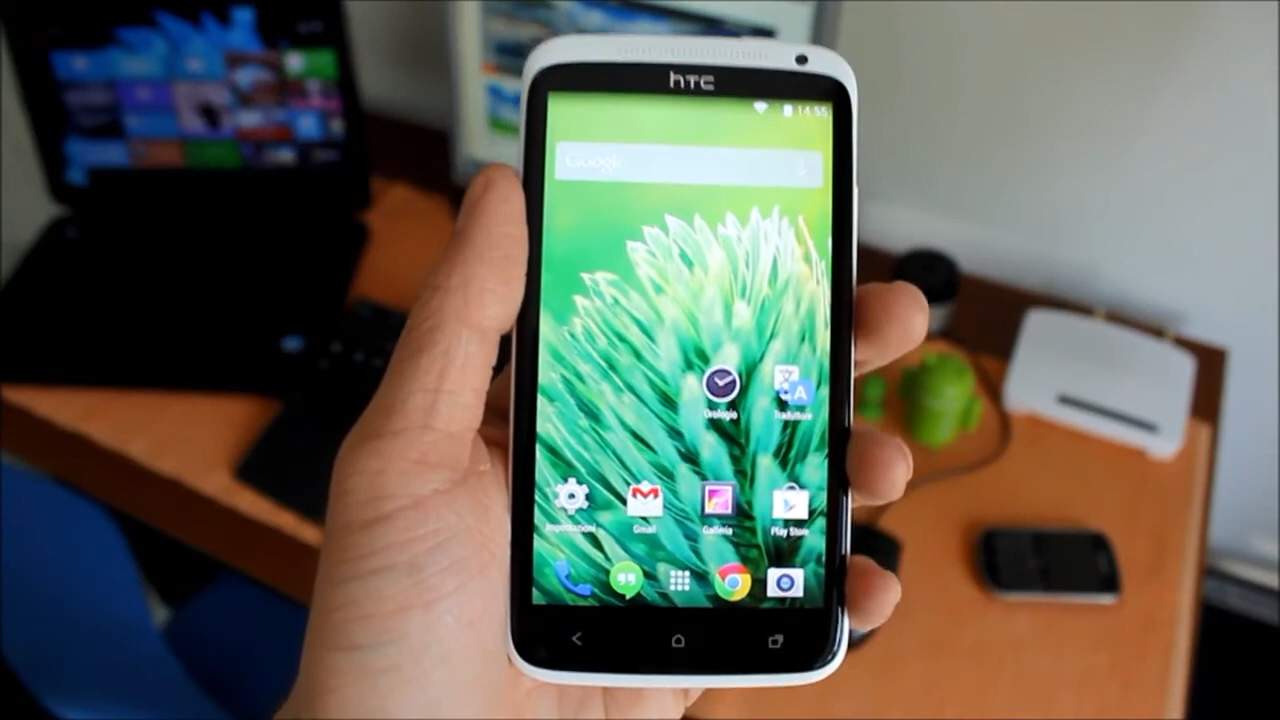 hTC
14:55
Google
Orologio
Traduttore
Impostazioni
Gmail
Galleria
Play Store